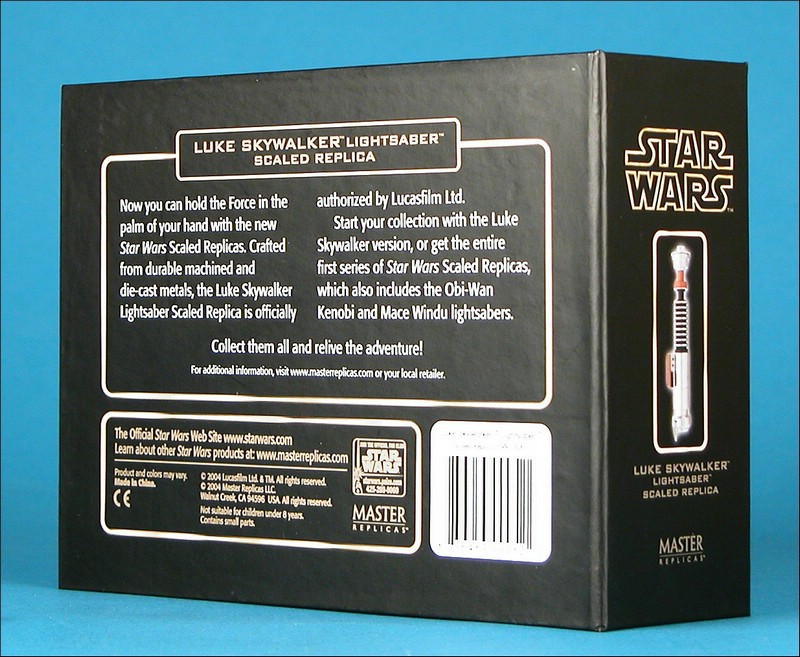 LUKE SKYWALKER™ LIGHTSABER™
SCALED REPLICA
Now you can hold the Force in the
palm of your hand with the new
Star Wars Scaled Replicas. Crafted
from durable machined and
die-cast metals, the Luke Skywalker
Lightsaber Scaled Replica is officially
authorized by Lucasfilm Ltd.
Start your collection with the Luke
Skywalker version, or get the entire
first series of Star Wars Scaled Replicas,
which also includes the Obi-Wan
Kenobi and Mace Windu lightsabers.
Collect them all and relive the adventure!
For additional information, visit www.masterreplicas.com or your local retailer.
The Official Star Wars Web Site www.starwars.com
Learn about other Star Wars products at: www.masterreplicas.com
Product and colors may vary.
Made in China.
CE
© 2004 Lucasfilm Ltd. & TM. All rights reserved.
© 2004 Master Replicas LLC.
Walnut Creek, CA 94596 USA. All rights reserved.
Not suitable for children under 8 years.
Contains small parts.
JOIN THE OFFICIAL FAN CLUB
STAR
WARS
MASTER
REPLICAS®
STAR
WARS™
LUKE SKYWALKER™
LIGHTSABER™
SCALED REPLICA
MASTER
REPLICAS®